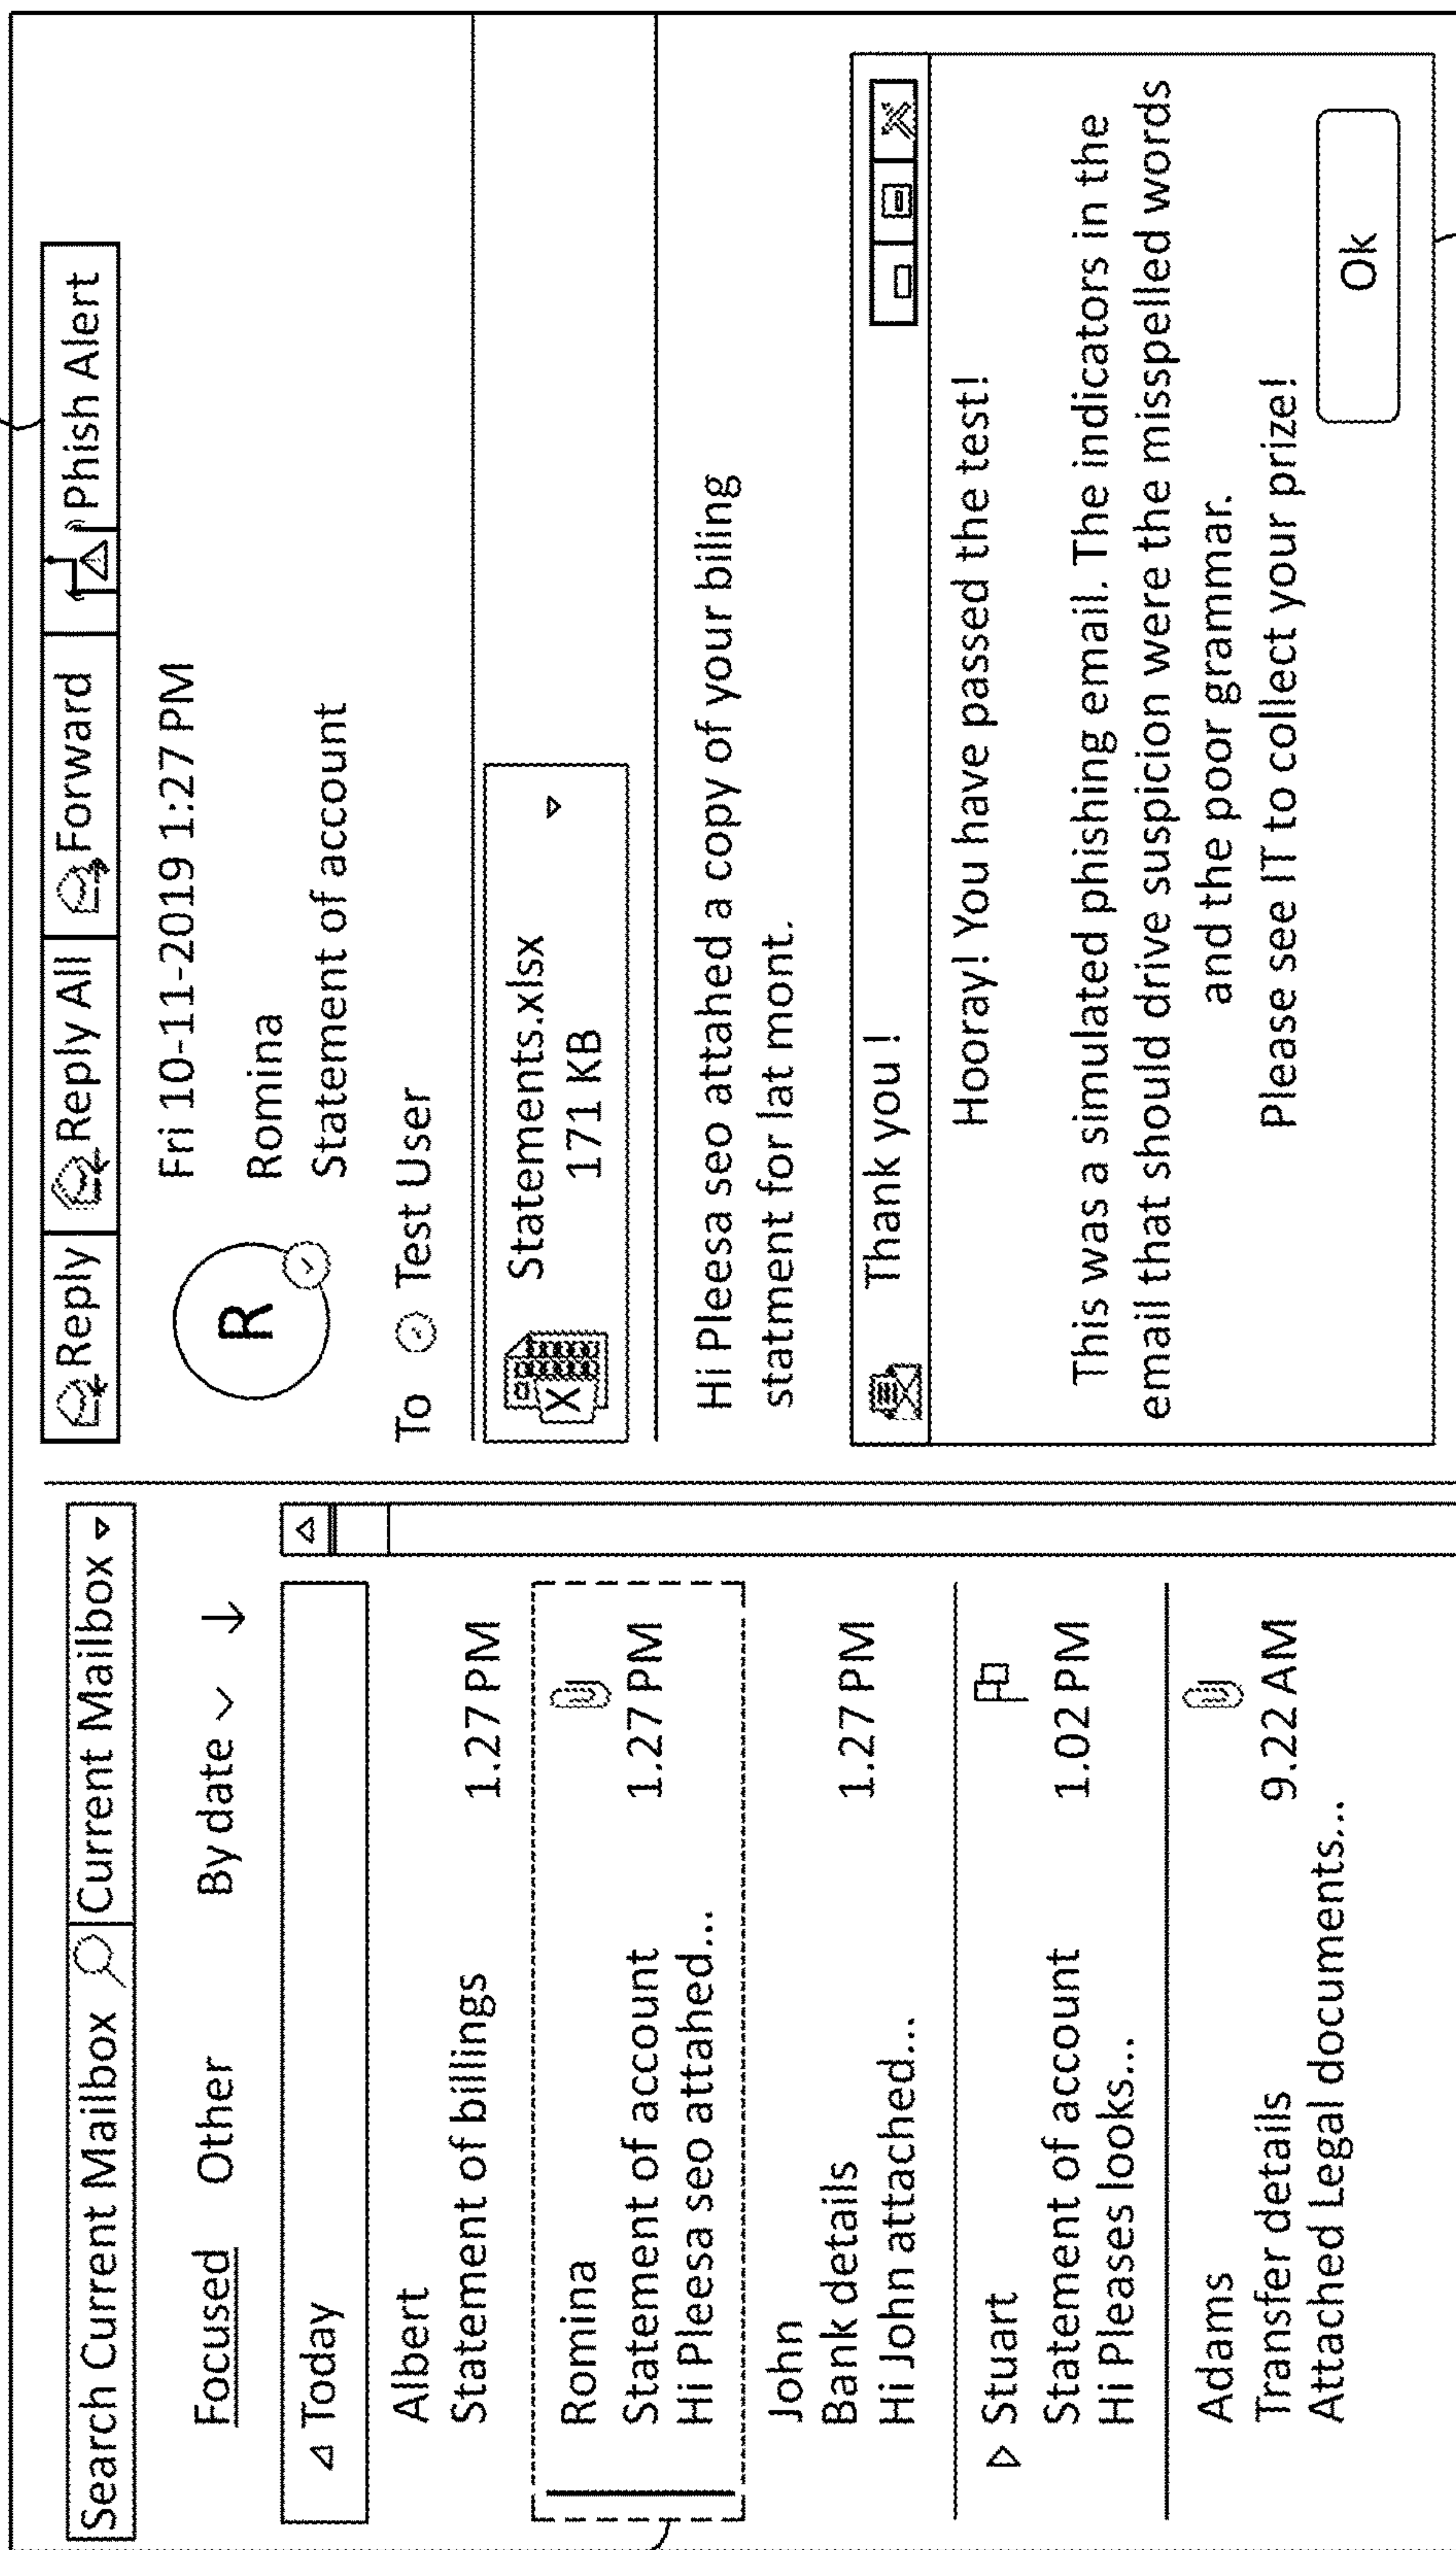 Search Current Mailbox Current Mailbox
Focused Other By date
Today
Albert
Statement of billings 1.27 PM
Romina
Statement of account 1.27 PM
Hi Pleesa seo attahed...
John
Bank details 1.27 PM
Hi John attached...
Stuart
Statement of account 1.02 PM
Hi Pleases looks...
Adams
Transfer details 9.22 AM
Attached Legal documents...
Reply Reply All Forward Phish Alert
Fri 10-11-2019 1:27 PM
R
Romina
Statement of account
To Test User
X
Statements.xlsx
171 KB
Hi Pleesa seo attahed a copy of your biling
statment for lat mont.
Thank you !
Hooray! You have passed the test!
This was a simulated phishing email. The indicators in the
email that should drive suspicion were the misspelled words
and the poor grammar.
Please see IT to collect your prize!
Ok